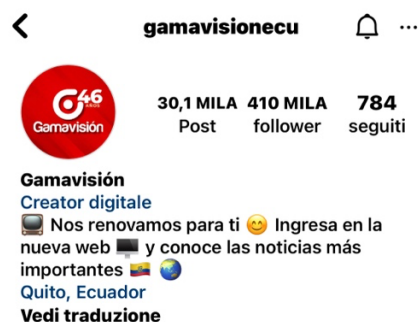 gamavisionecu
46
AÑOS
Gamavisión
30,1 MILA 410 MILA 784
Post follower seguiti
Gamavisión
Creator digitale
📺 Nos renovamos para ti 😊 Ingresa en la
nueva web 🖥️ y conoce las noticias más
importantes 🇪🇨 🌏
Quito, Ecuador
Vedi traduzione